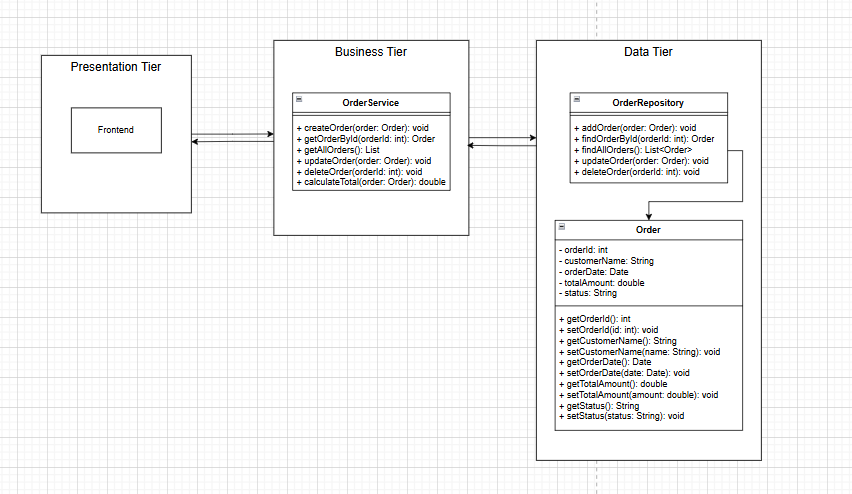 Presentation Tier
Frontend
Business Tier
OrderService
+ createOrder(order: Order): void
+ getOrderById(orderId: int): Order
+ getAllOrders(): List
+ updateOrder(order: Order): void
+ deleteOrder(orderId: int): void
+ calculateTotal(order: Order): double
Data Tier
OrderRepository
+ addOrder(order: Order): void
+ findOrderById(orderId: int): Order
+ findAllOrders(): List<Order>
+ updateOrder(order: Order): void
+ deleteOrder(orderId: int): void
Order
- orderId: int
- customerName: String
- orderDate: Date
- totalAmount: double
- status: String
+ getOrderId(): int
+ setOrderId(id: int): void
+ getCustomerName(): String
+ setCustomerName(name: String): void
+ getOrderDate(): Date
+ setOrderDate(date: Date): void
+ getTotalAmount(): double
+ setTotalAmount(amount: double): void
+ getStatus(): String
+ setStatus(status: String): void